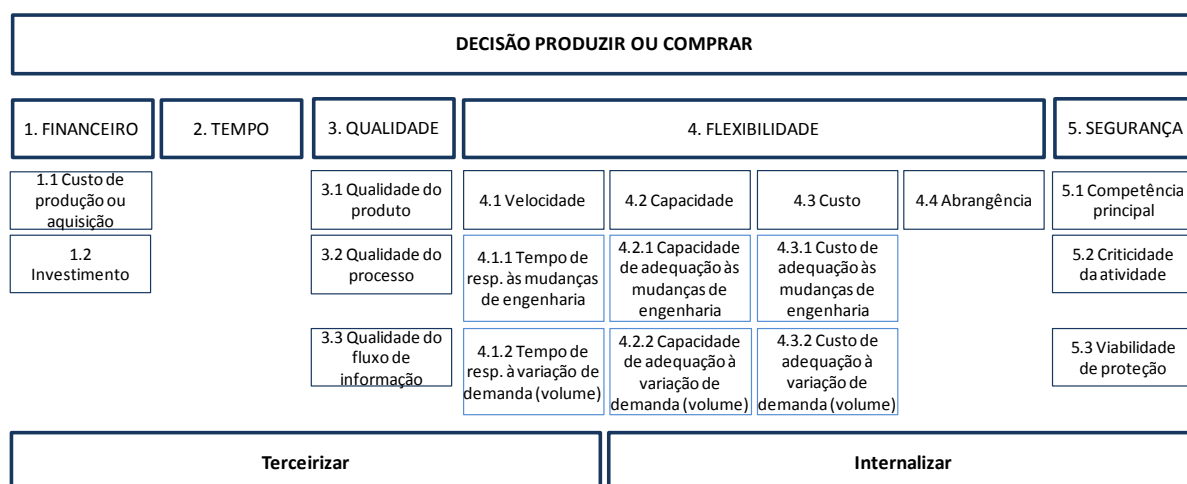 DECISÃO PRODUZIR OU COMPRAR
1. FINANCEIRO
2. TEMPO
3. QUALIDADE
4. FLEXIBILIDADE
5. SEGURANÇA
1.1 Custo de
produção ou
aquisição
3.1 Qualidade do
produto
4.1 Velocidade
4.2 Capacidade
4.3 Custo
4.4 Abrangência
5.1 Competência
principal
1.2
Investimento
3.2 Qualidade do
processo
4.1.1 Tempo de
resp. às mudanças
de engenharia
4.2.1 Capacidade
de adequação às
mudanças de
engenharia
4.3.1 Custo de
adequação às
mudanças de
engenharia
5.2 Criticidade
da atividade
3.3 Qualidade do
fluxo de
informação
4.1.2 Tempo de
resp. à variação de
demanda (volume)
4.2.2 Capacidade
de adequação à
variação de
demanda (volume)
4.3.2 Custo de
adequação à
variação de
demanda (volume)
5.3 Viabilidade
de proteção
Terceirizar
Internalizar